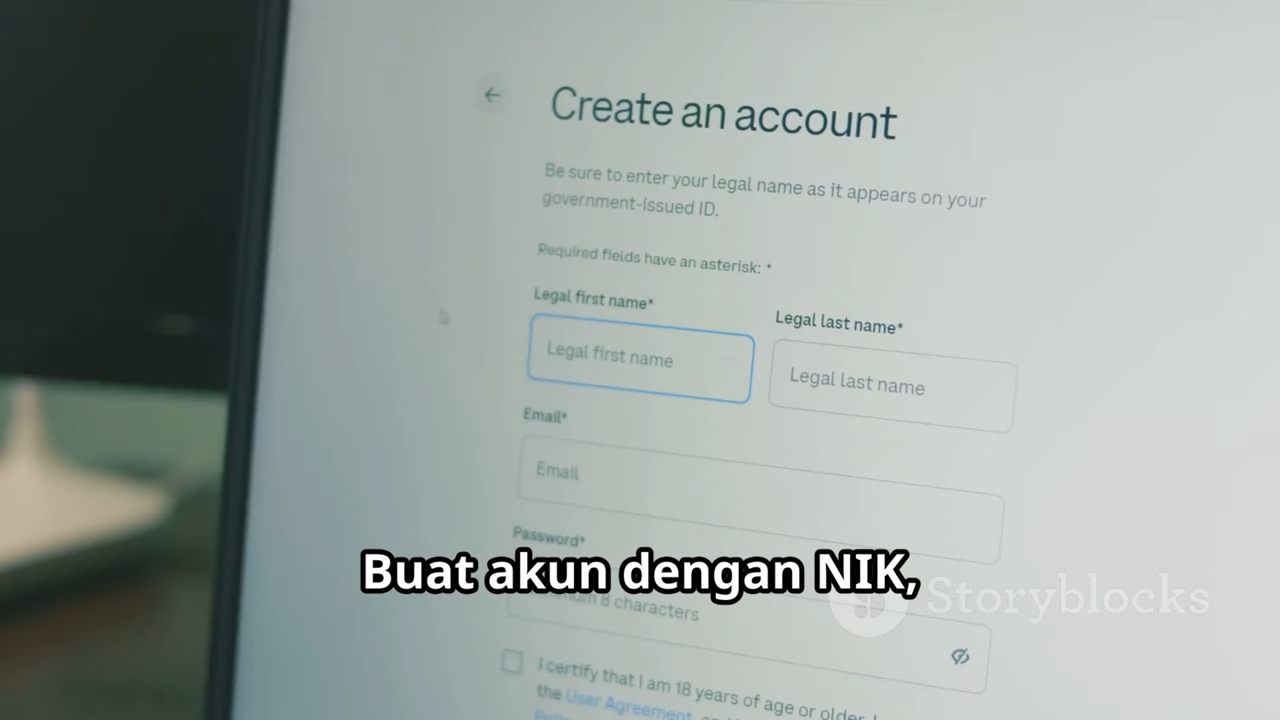 Create an account
Be sure to enter your legal name as it appears on your
government-issued ID.
Required fields have an asterisk: *
Legal first name*
Legal last name*
Legal first name
Legal last name
Email*
Email
Password*
Buat akun dengan NIK,
8 characters
Storyblocks
I certify that I am 18 years of age or older, I
the User Agreement, and